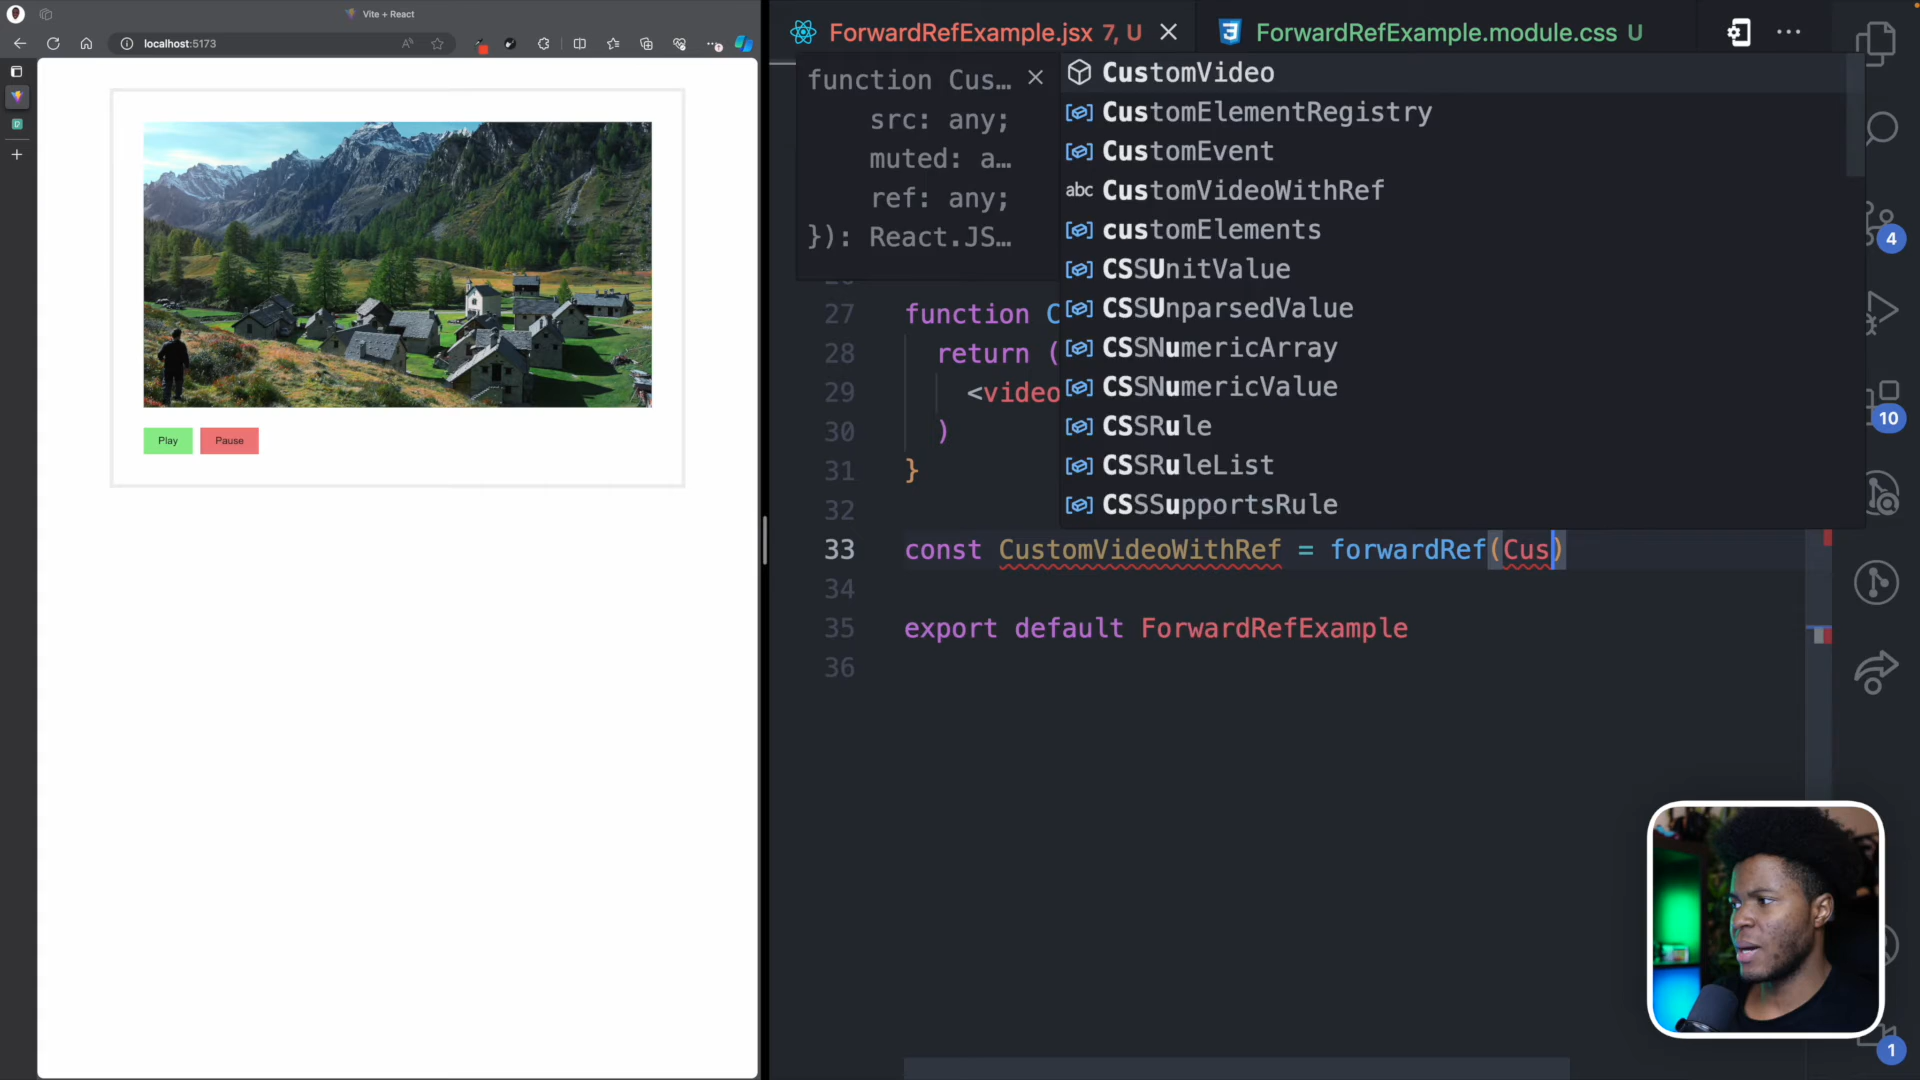 Vite + React
localhost:5173
Play
Pause
ForwardRefExample.jsx 7, U
ForwardRefExample.module.css U
function Cus…
src: any;
muted: a…
ref: any;
}): React.JS…
CustomVideo
CustomElementRegistry
CustomEvent
abc CustomVideoWithRef
customElements
CSSUnitValue
CSSUnparsedValue
CSSNumericArray
CSSNumericValue
CSSRule
CSSRuleList
CSSSupportsRule
27 function C
28 return (
29 <video
30 )
31 }
32
33 const CustomVideoWithRef = forwardRef(Cus)
34
35 export default ForwardRefExample
36
4
10
1